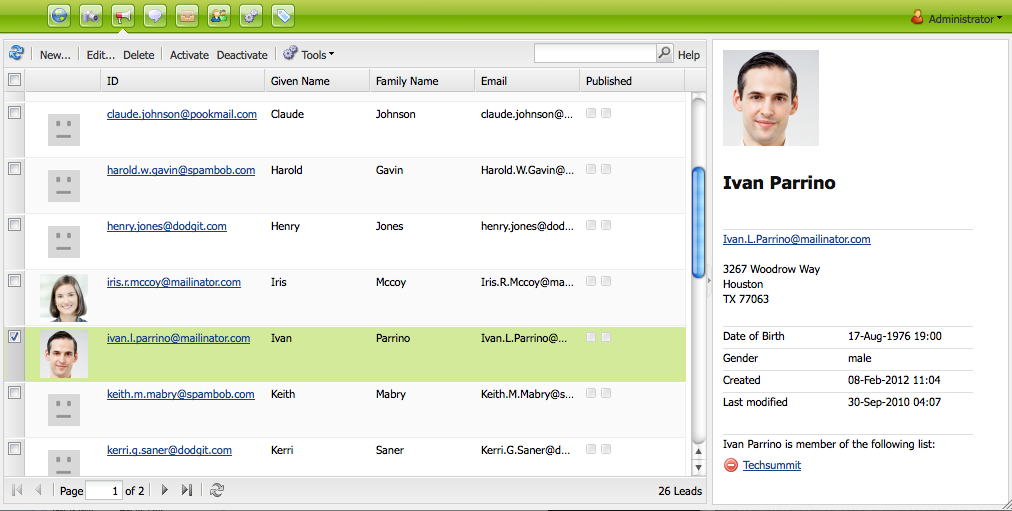 Administrator
New... Edit... Delete Activate Deactivate Tools Help
ID Given Name Family Name Email Published
claude.johnson@pookmail.com Claude Johnson claude.johnson@...
harold.w.gavin@spambob.com Harold Gavin Harold.W.Gavin@...
henry.jones@dodgit.com Henry Jones henry.jones@dod...
iris.r.mccoy@mailinator.com Iris Mccoy Iris.R.Mccoy@ma...
ivan.l.parrino@mailinator.com Ivan Parrino Ivan.L.Parrino@...
keith.m.mabry@spambob.com Keith Mabry Keith.M.Mabry@s...
kerri.g.saner@dodgit.com Kerri Saner Kerri.G.Saner@d...
Page 1 of 2 26 Leads
Ivan Parrino
Ivan.L.Parrino@mailinator.com
3267 Woodrow Way
Houston
TX 77063
Date of Birth 17-Aug-1976 19:00
Gender male
Created 08-Feb-2012 11:04
Last modified 30-Sep-2010 04:07
Ivan Parrino is member of the following list:
Techsummit